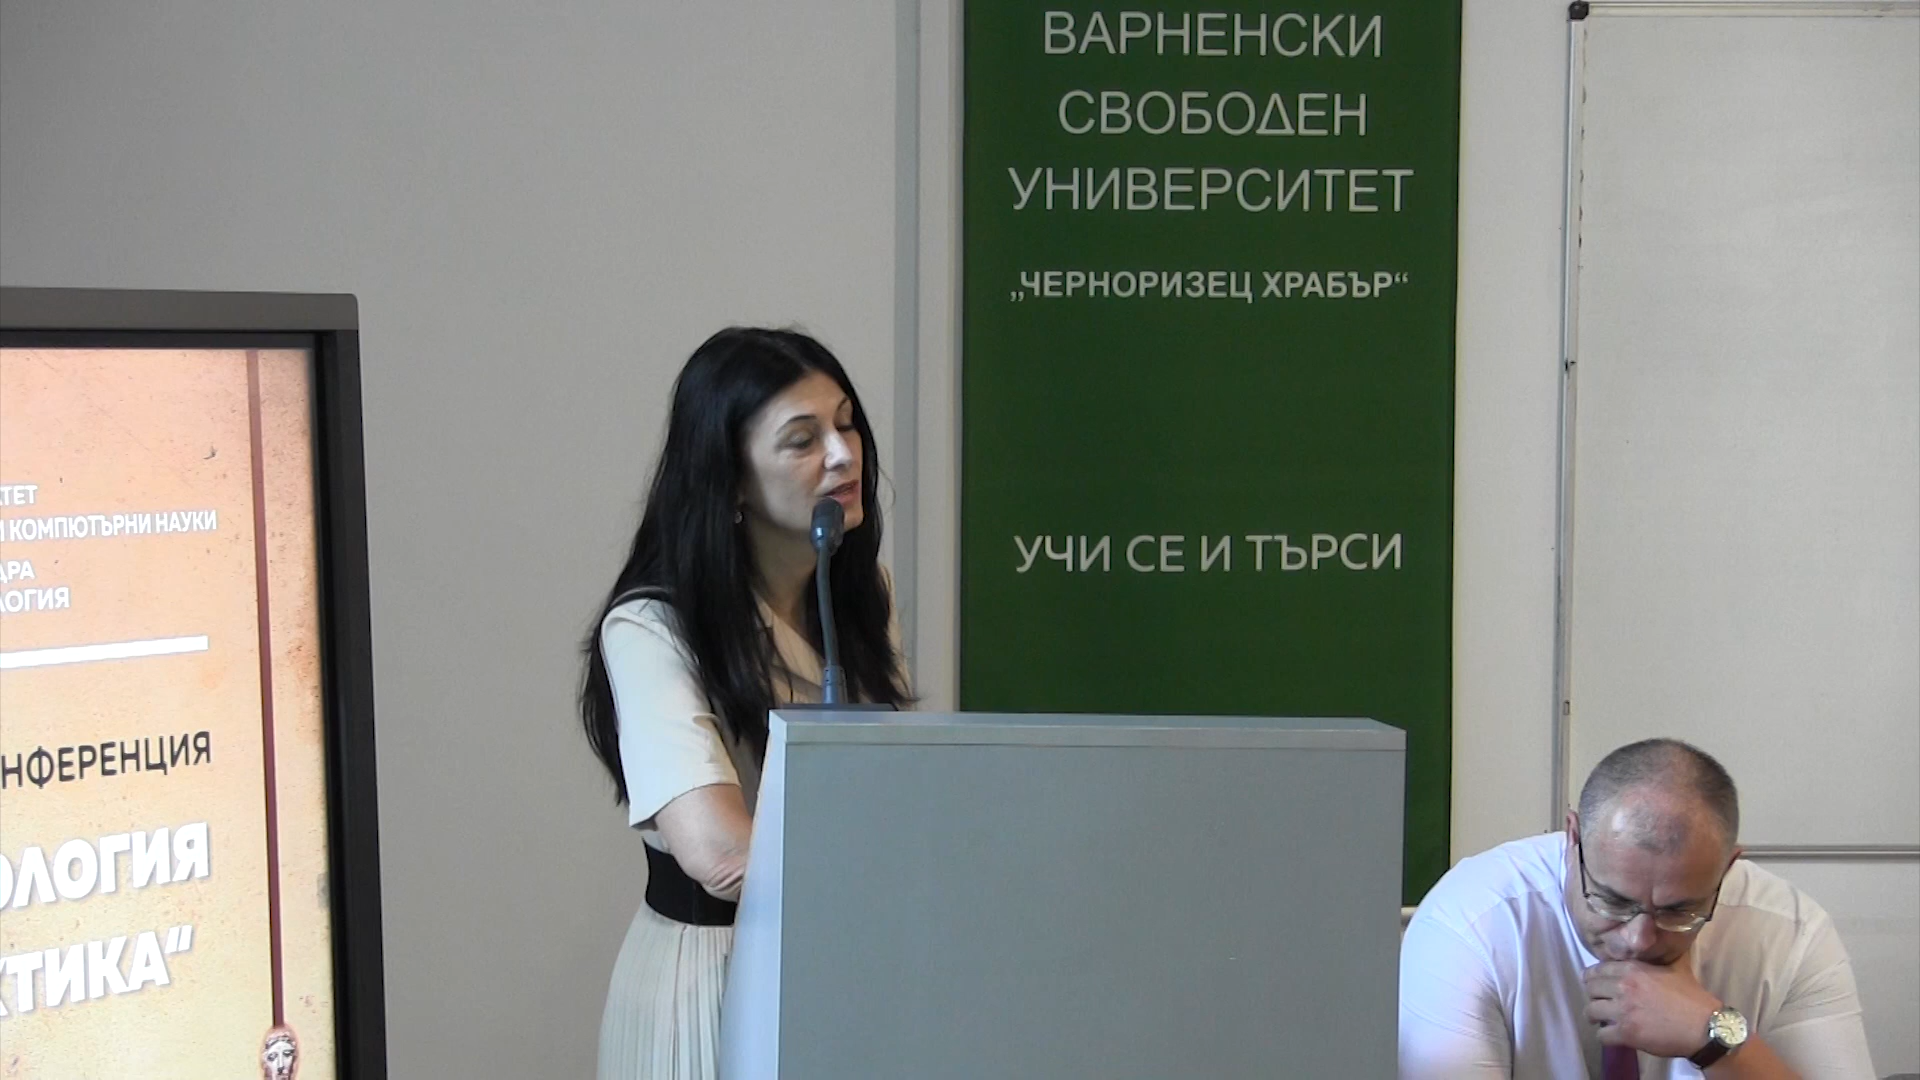 ВАРНЕНСКИ
СВОБОДЕН
УНИВЕРСИТЕТ
„ЧЕРНОРИЗЕЦ ХРАБЪР“
УЧИ СЕ И ТЪРСИ
ТЕТ
И КОМПЮТЪРНИ НАУКИ
ДРА
ЛОГИЯ
НФЕРЕНЦИЯ
ОЛОГИЯ
КТИКА“